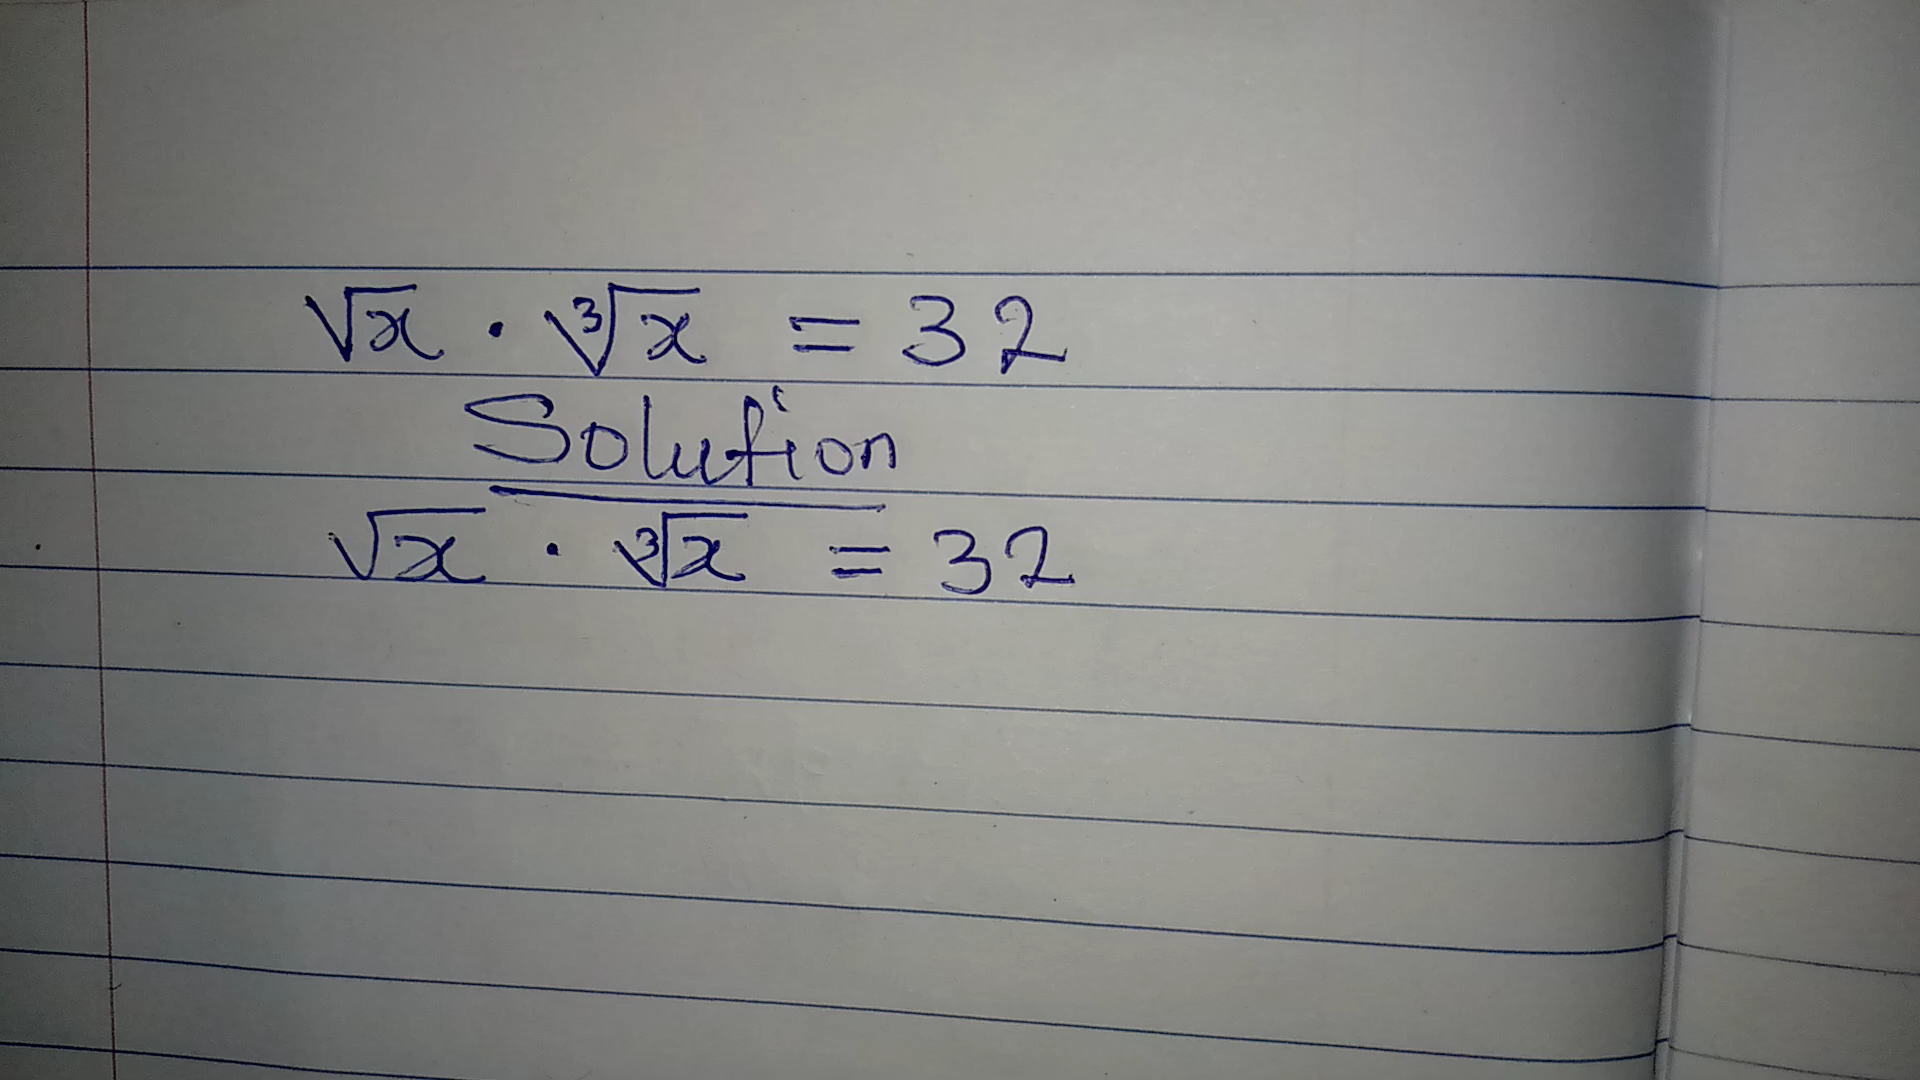 √x · ∛x = 32
Solution
√x · ∛x = 32